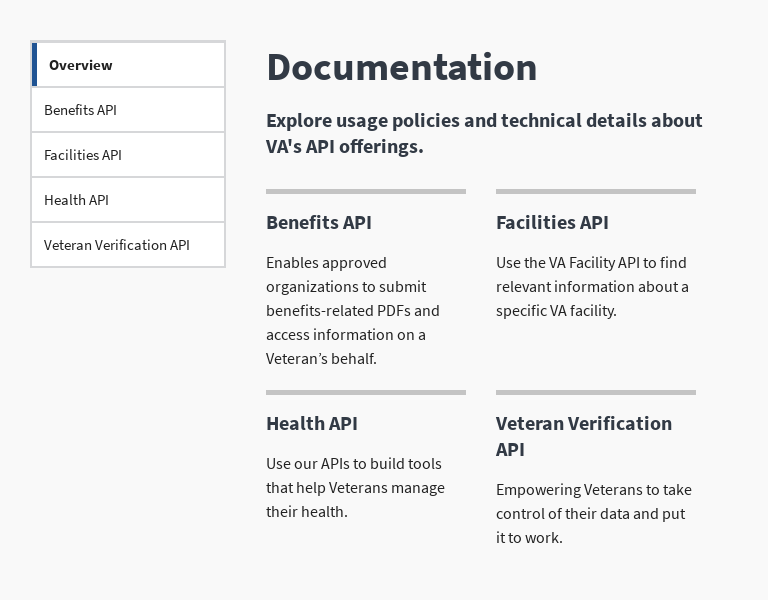 Overview
Benefits API
Facilities API
Health API
Veteran Verification API
Documentation
Explore usage policies and technical details about
VA's API offerings.
Benefits API
Enables approved
organizations to submit
benefits-related PDFs and
access information on a
Veteran’s behalf.
Facilities API
Use the VA Facility API to find
relevant information about a
specific VA facility.
Health API
Use our APIs to build tools
that help Veterans manage
their health.
Veteran Verification
API
Empowering Veterans to take
control of their data and put
it to work.